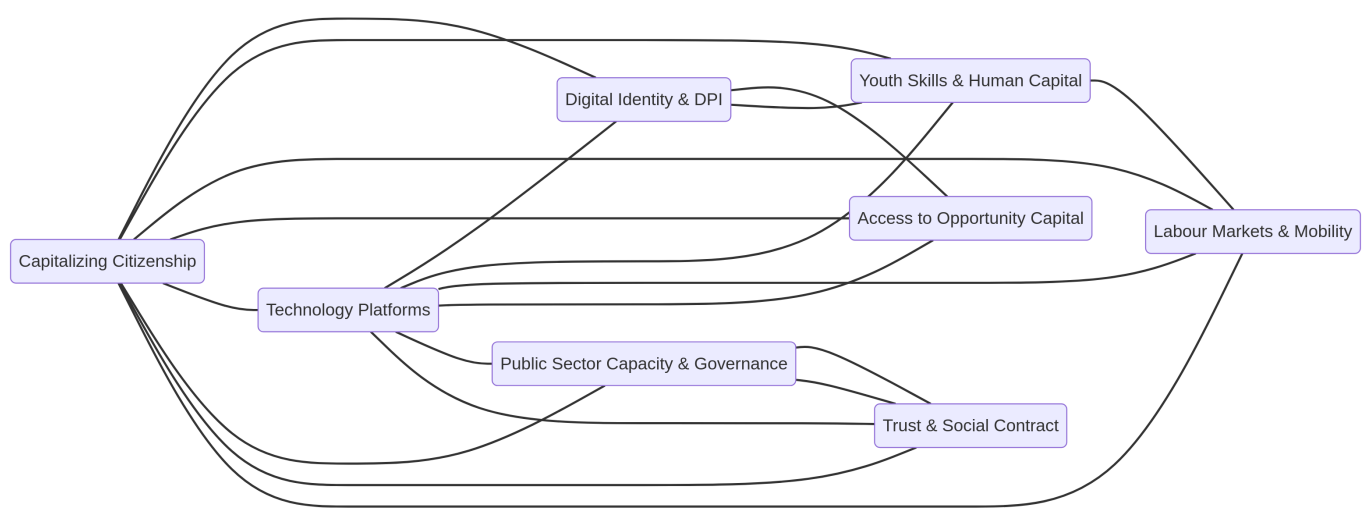 Youth Skills & Human Capital
Digital Identity & DPI
Access to Opportunity Capital
Labour Markets & Mobility
Capitalizing Citizenship
Technology Platforms
Public Sector Capacity & Governance
Trust & Social Contract